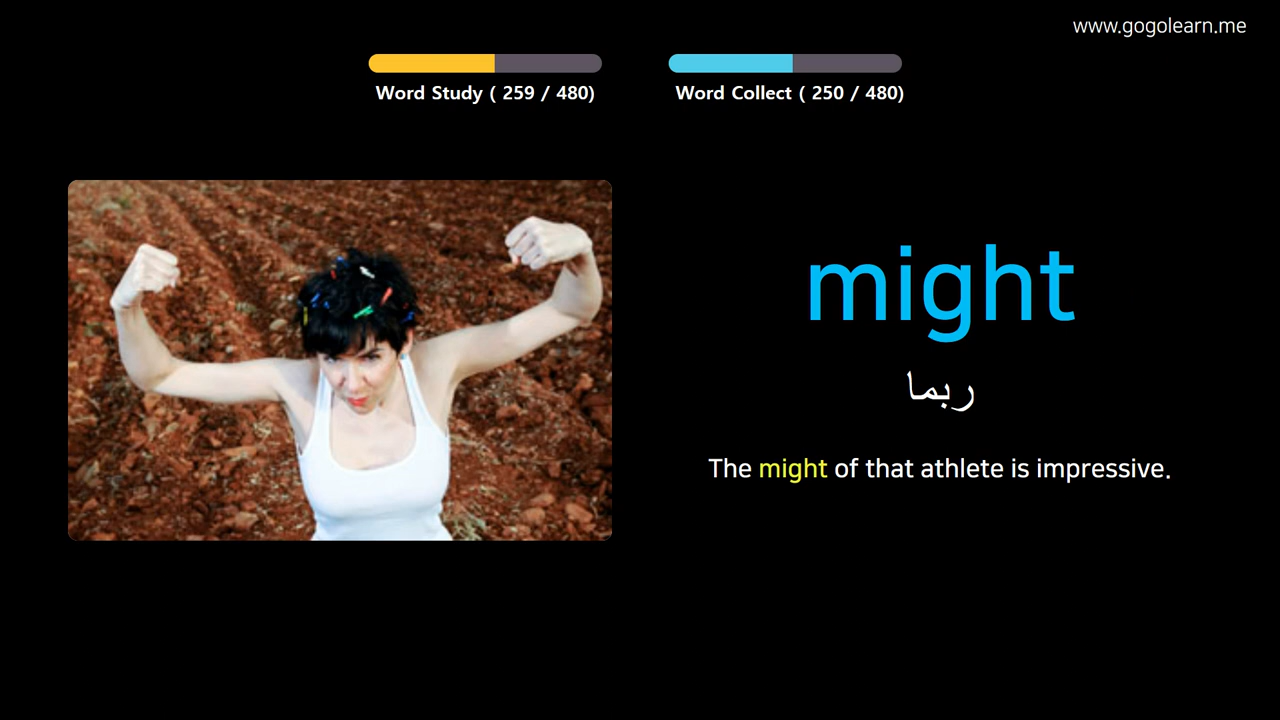 www.gogolearn.me
Word Study ( 259 / 480)
Word Collect ( 250 / 480)
might
ربما
The might of that athlete is impressive.